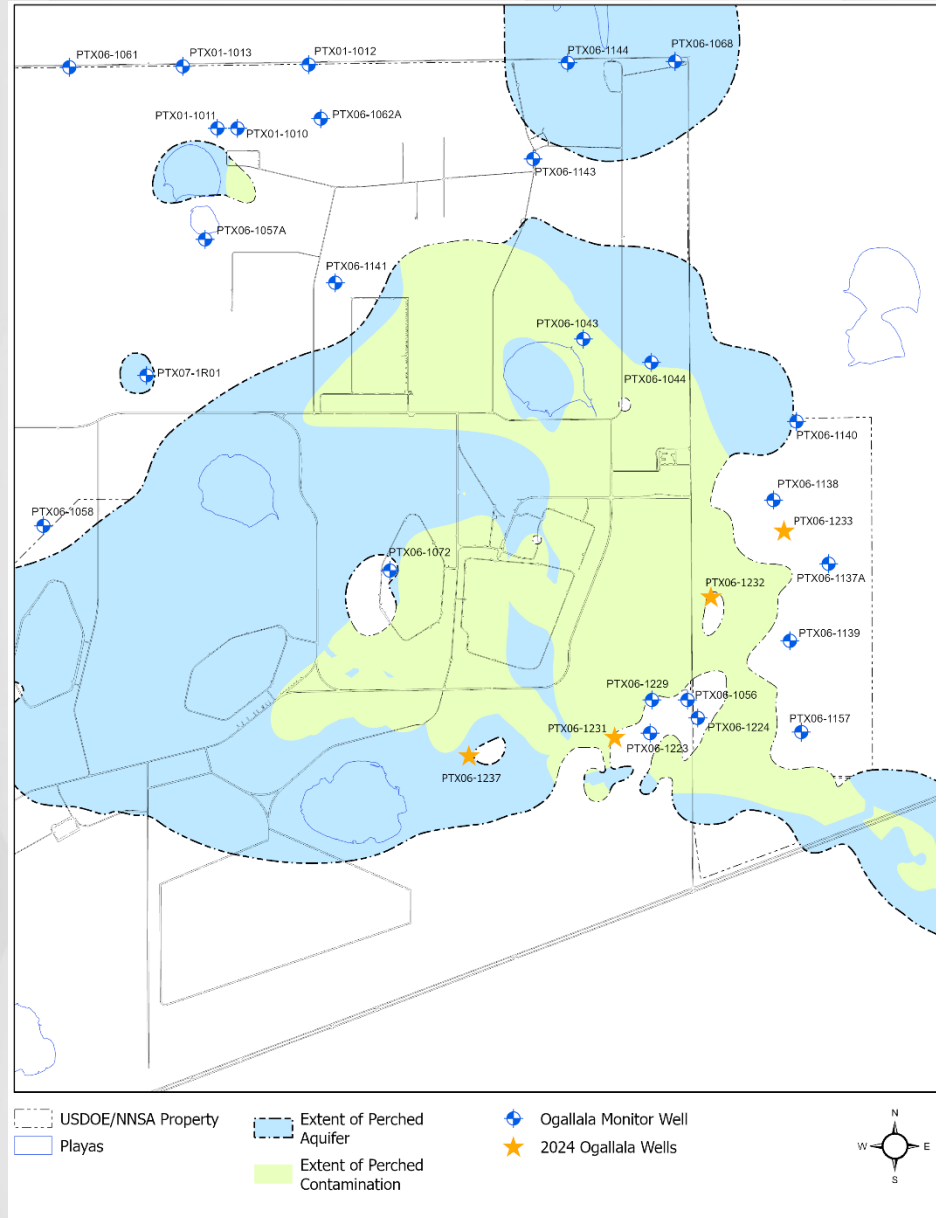 PTX06-1061
PTX01-1013
PTX01-1012
PTX06-1144
PTX06-1068
PTX01-1011
PTX01-1010
PTX06-1062A
PTX06-1143
PTX06-1057A
PTX06-1141
PTX06-1043
PTX06-1044
PTX07-1R01
PTX06-1140
PTX06-1138
PTX06-1058
PTX06-1233
PTX06-1072
PTX06-1137A
PTX06-1232
PTX06-1139
PTX06-1229
PTX06-1056
PTX06-1224
PTX06-1231
PTX06-1223
PTX06-1157
PTX06-1237
USDOE/NNSA Property
Playas
Extent of Perched
Aquifer
Extent of Perched
Contamination
Ogallala Monitor Well
2024 Ogallala Wells
N
W E
S